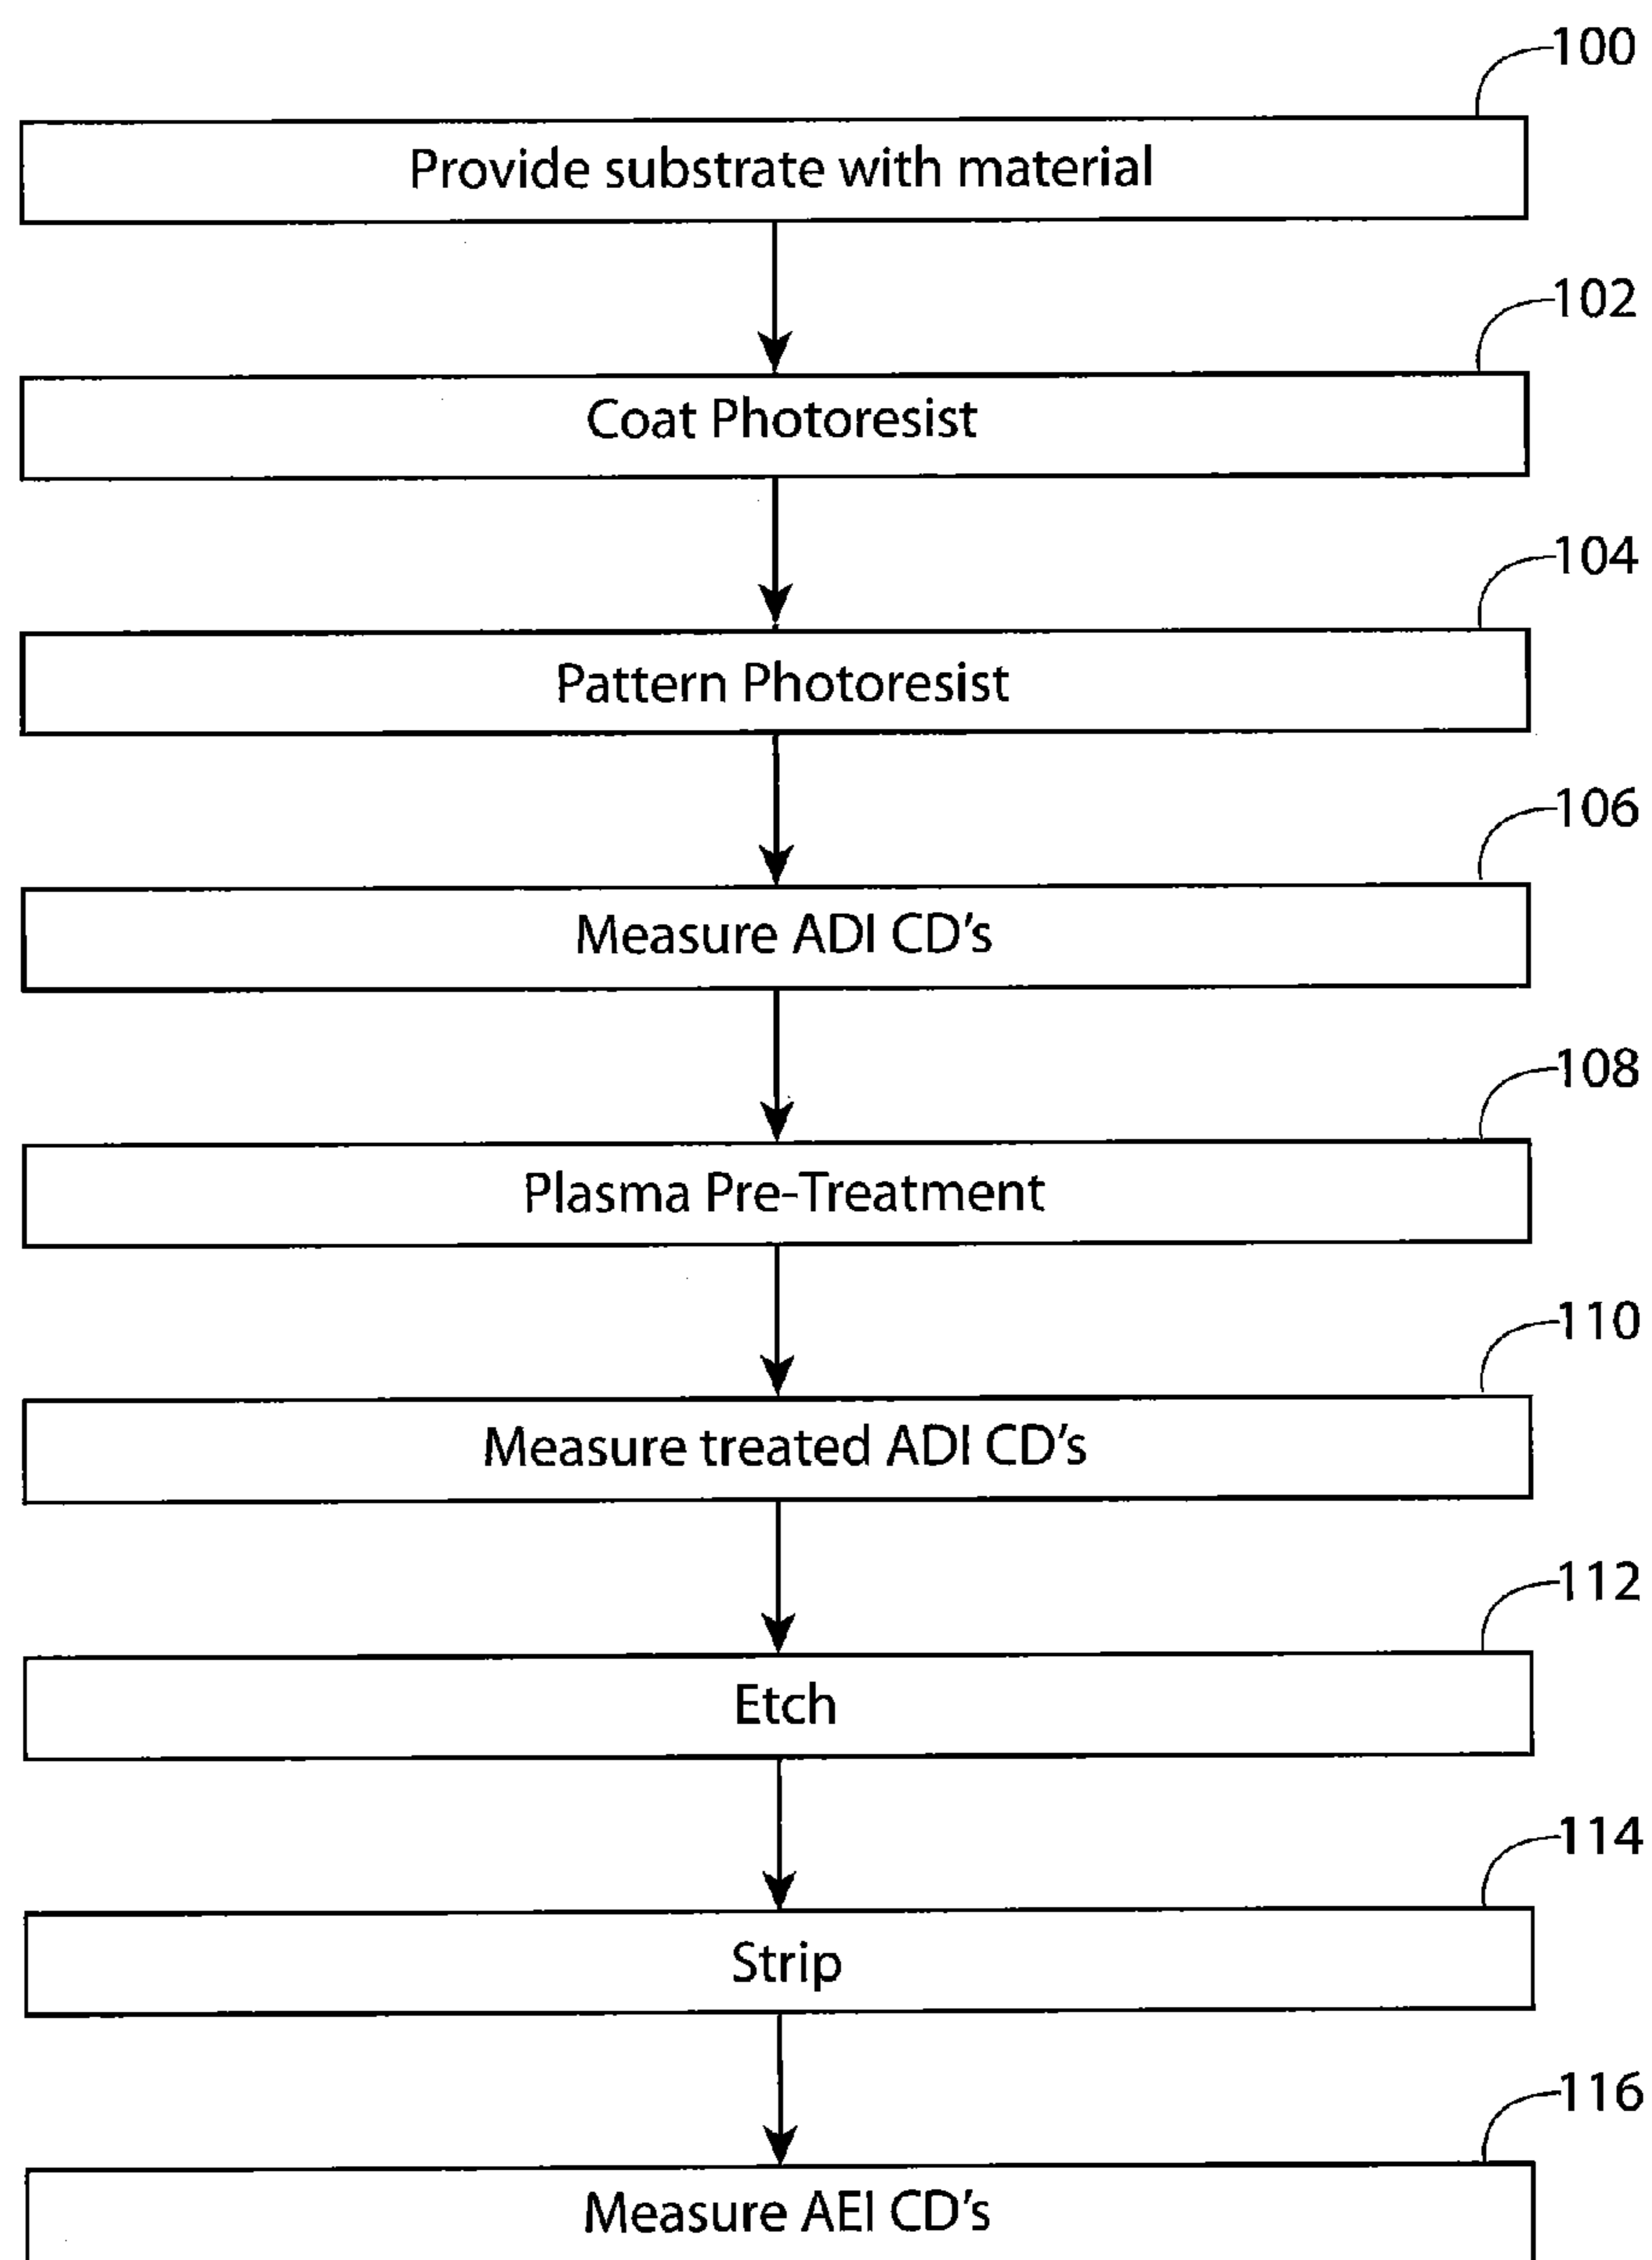 100
Provide substrate with material
102
Coat Photoresist
104
Pattern Photoresist
106
Measure ADI CD's
108
Plasma Pre-Treatment
110
Measure treated ADI CD's
112
Etch
114
Strip
116
Measure AEI CD's